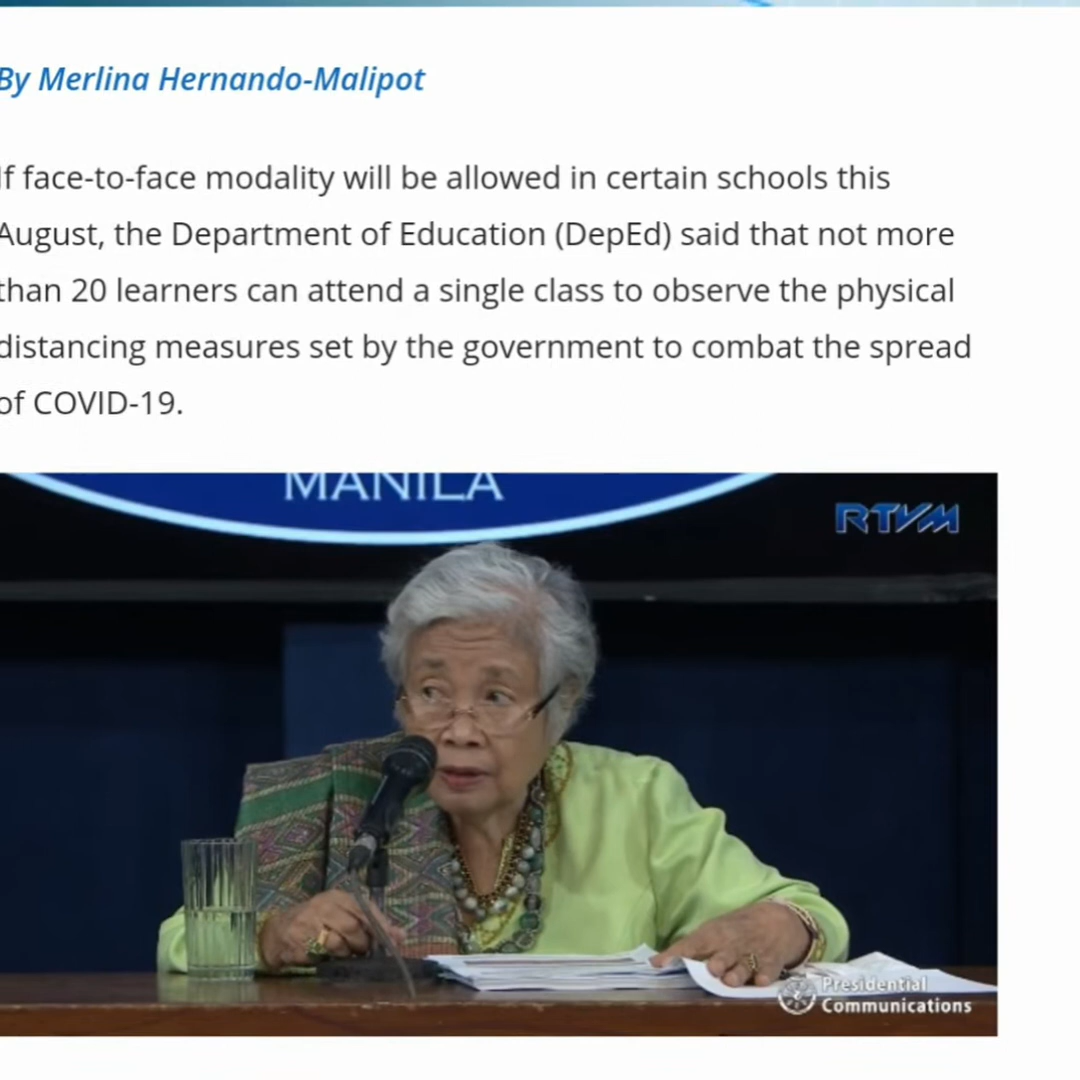 By Merlina Hernando-Malipot
If face-to-face modality will be allowed in certain schools this
August, the Department of Education (DepEd) said that not more
than 20 learners can attend a single class to observe the physical
distancing measures set by the government to combat the spread
of COVID-19.
MANILA
RTVM
Presidential
Communications